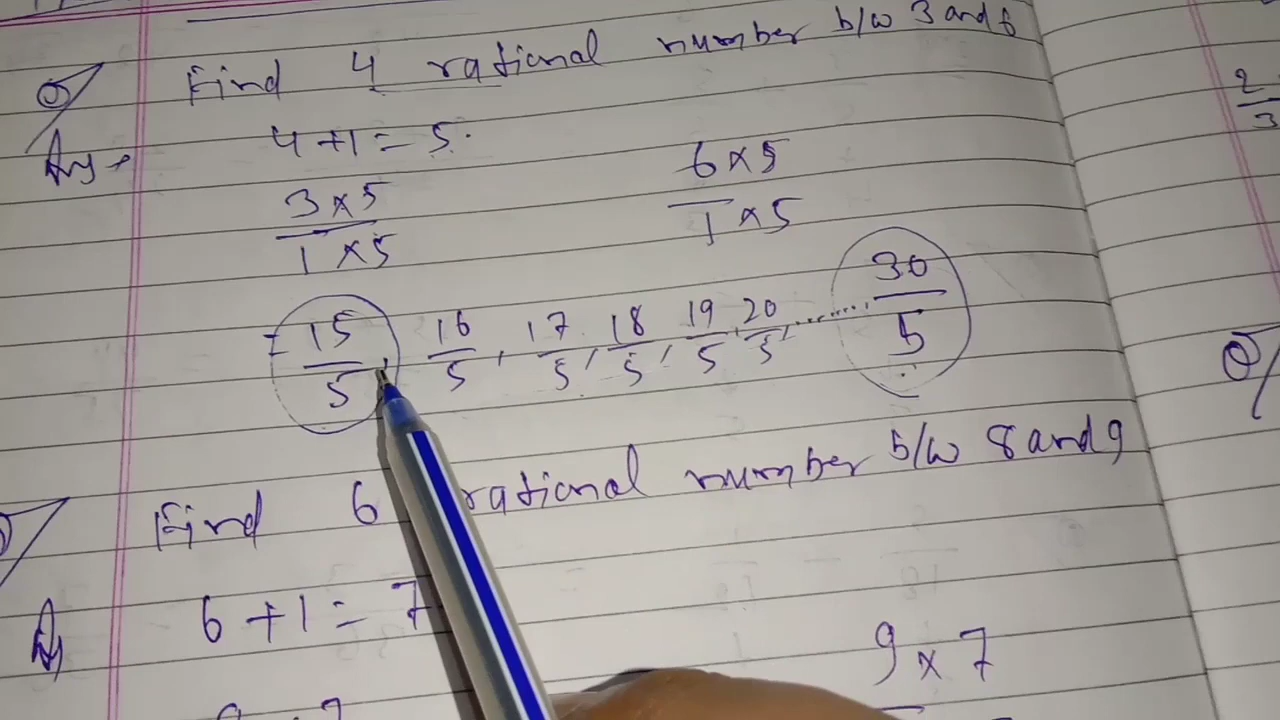 Q Find 4 rational number b/w 3 and 6
Ans → 4 + 1 = 5.
3 x 5 / 1 x 5    6 x 5 / 1 x 5
= 15/5, 16/5, 17/5, 18/5, 19/5, 20/5, ........ 30/5
Find 6 rational number b/w 8 and 9
6 + 1 = 7
9 x 7
2/3
Q